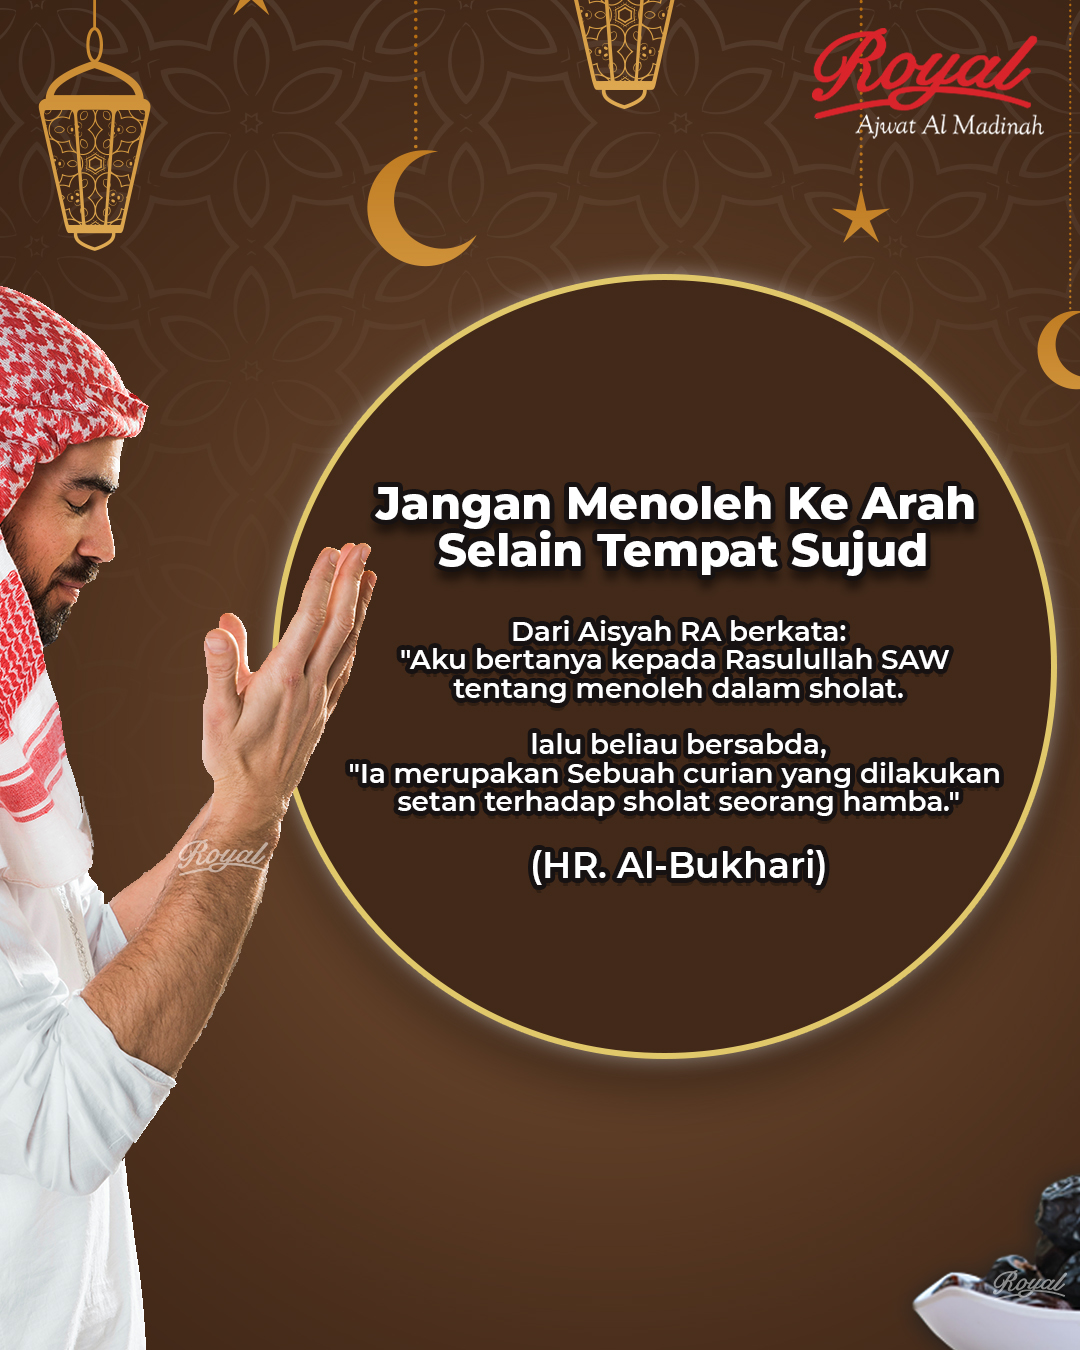 Royal
Ajwat Al Madinah
Jangan Menoleh Ke Arah
Selain Tempat Sujud
Dari Aisyah RA berkata:
"Aku bertanya kepada Rasulullah SAW
tentang menoleh dalam sholat.
lalu beliau bersabda,
"Ia merupakan Sebuah curian yang dilakukan
setan terhadap sholat seorang hamba."
(HR. Al-Bukhari)
Royal
Royal